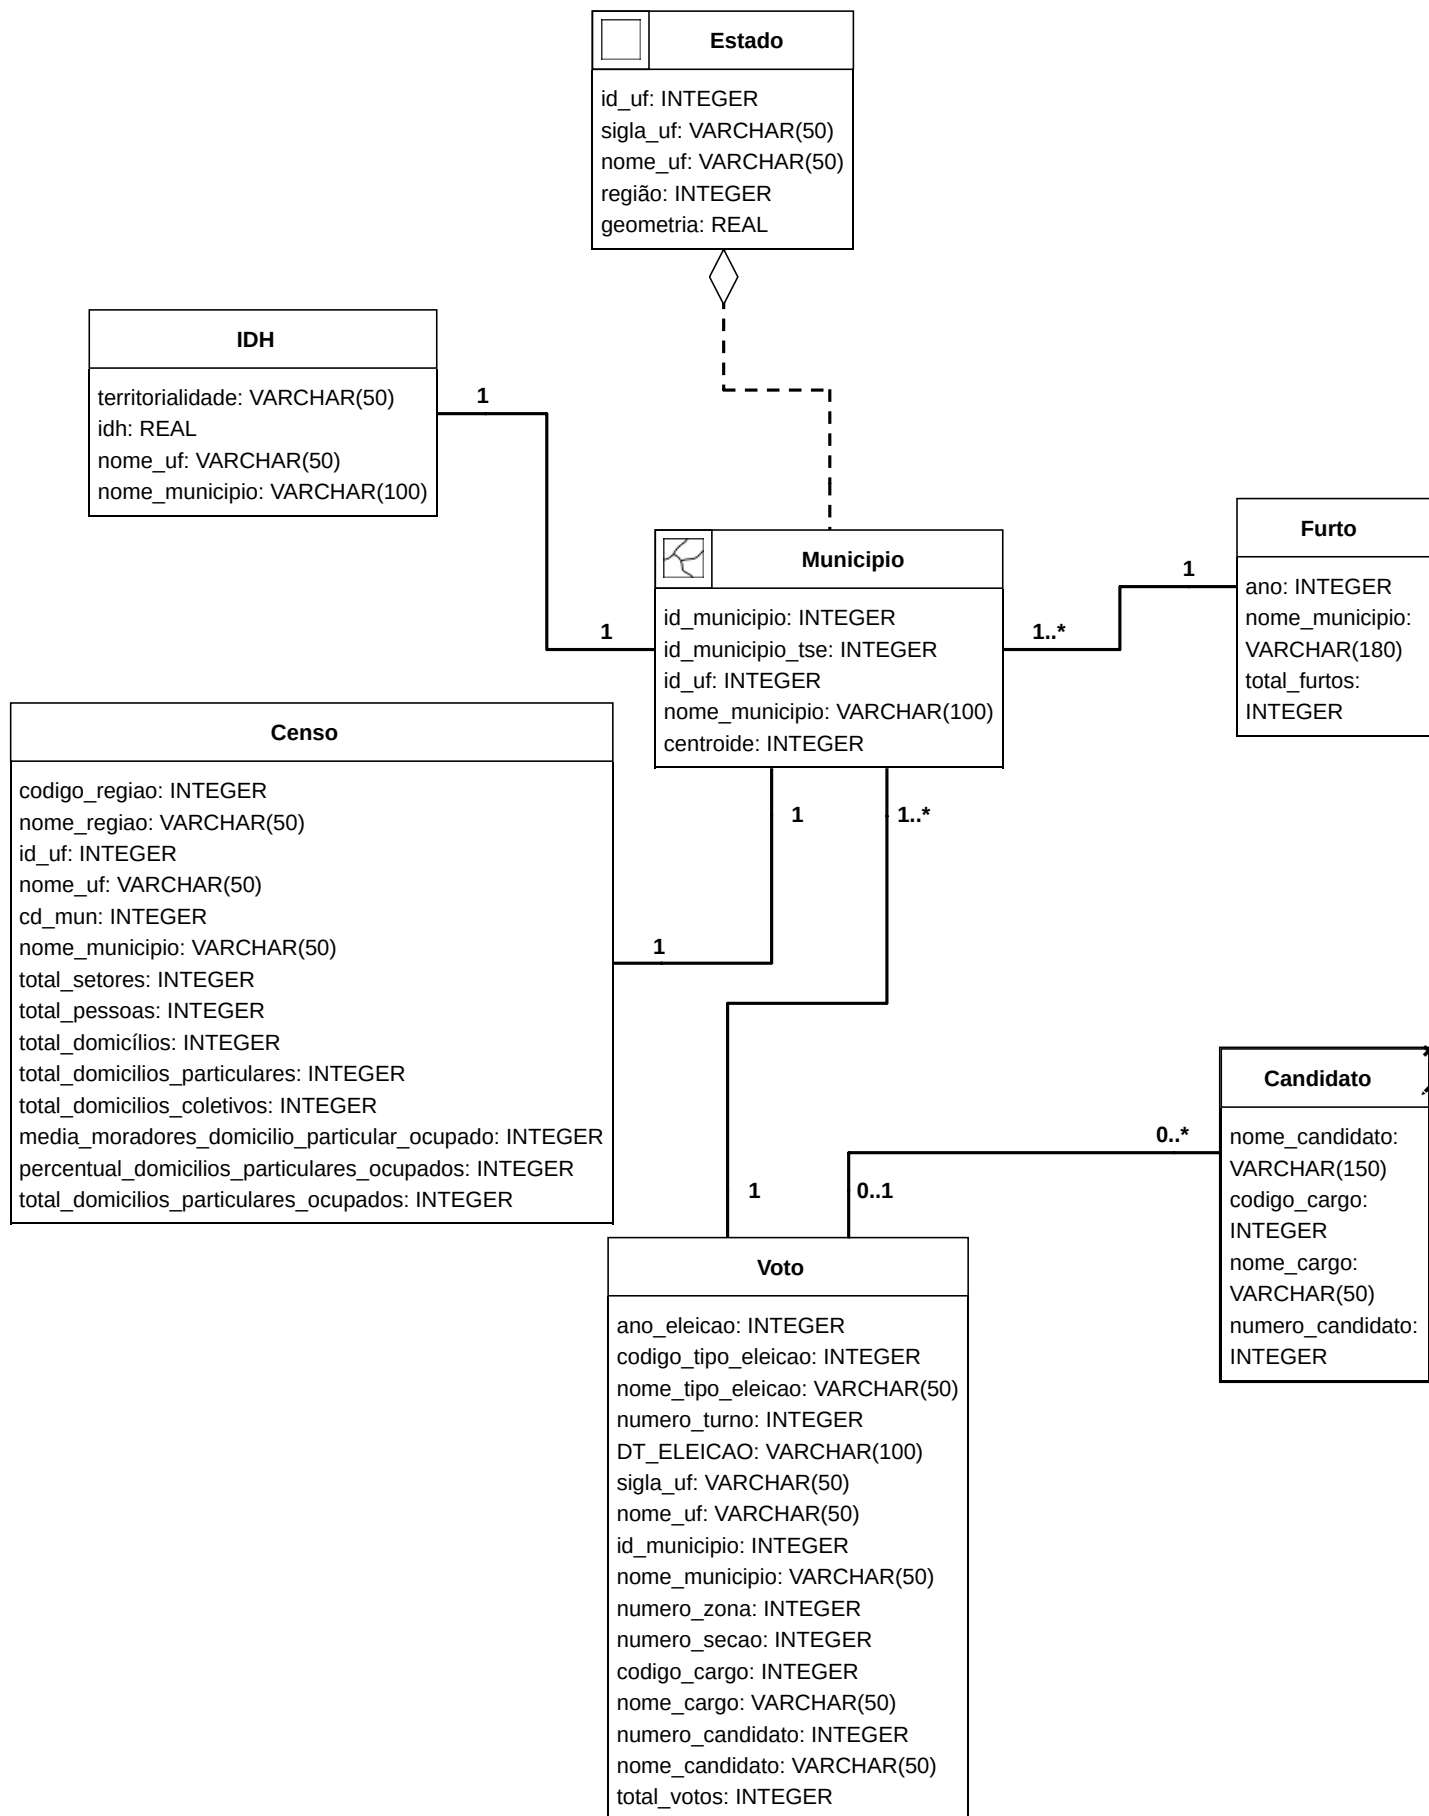 Estado
id_uf: INTEGER
sigla_uf: VARCHAR(50)
nome_uf: VARCHAR(50)
região: INTEGER
geometria: REAL
IDH
territorialidade: VARCHAR(50)
idh: REAL
nome_uf: VARCHAR(50)
nome_municipio: VARCHAR(100)
1
1
Municipio
id_municipio: INTEGER
id_municipio_tse: INTEGER
id_uf: INTEGER
nome_municipio: VARCHAR(100)
centroide: INTEGER
1..*
1
Furto
ano: INTEGER
nome_municipio:
VARCHAR(180)
total_furtos:
INTEGER
Censo
codigo_regiao: INTEGER
nome_regiao: VARCHAR(50)
id_uf: INTEGER
nome_uf: VARCHAR(50)
cd_mun: INTEGER
nome_municipio: VARCHAR(50)
total_setores: INTEGER
total_pessoas: INTEGER
total_domicílios: INTEGER
total_domicilios_particulares: INTEGER
total_domicilios_coletivos: INTEGER
media_moradores_domicilio_particular_ocupado: INTEGER
percentual_domicilios_particulares_ocupados: INTEGER
total_domicilios_particulares_ocupados: INTEGER
1
1
1..*
1
0..1
0..*
Candidato
nome_candidato:
VARCHAR(150)
codigo_cargo:
INTEGER
nome_cargo:
VARCHAR(50)
numero_candidato:
INTEGER
Voto
ano_eleicao: INTEGER
codigo_tipo_eleicao: INTEGER
nome_tipo_eleicao: VARCHAR(50)
numero_turno: INTEGER
DT_ELEICAO: VARCHAR(100)
sigla_uf: VARCHAR(50)
nome_uf: VARCHAR(50)
id_municipio: INTEGER
nome_municipio: VARCHAR(50)
numero_zona: INTEGER
numero_secao: INTEGER
codigo_cargo: INTEGER
nome_cargo: VARCHAR(50)
numero_candidato: INTEGER
nome_candidato: VARCHAR(50)
total_votos: INTEGER